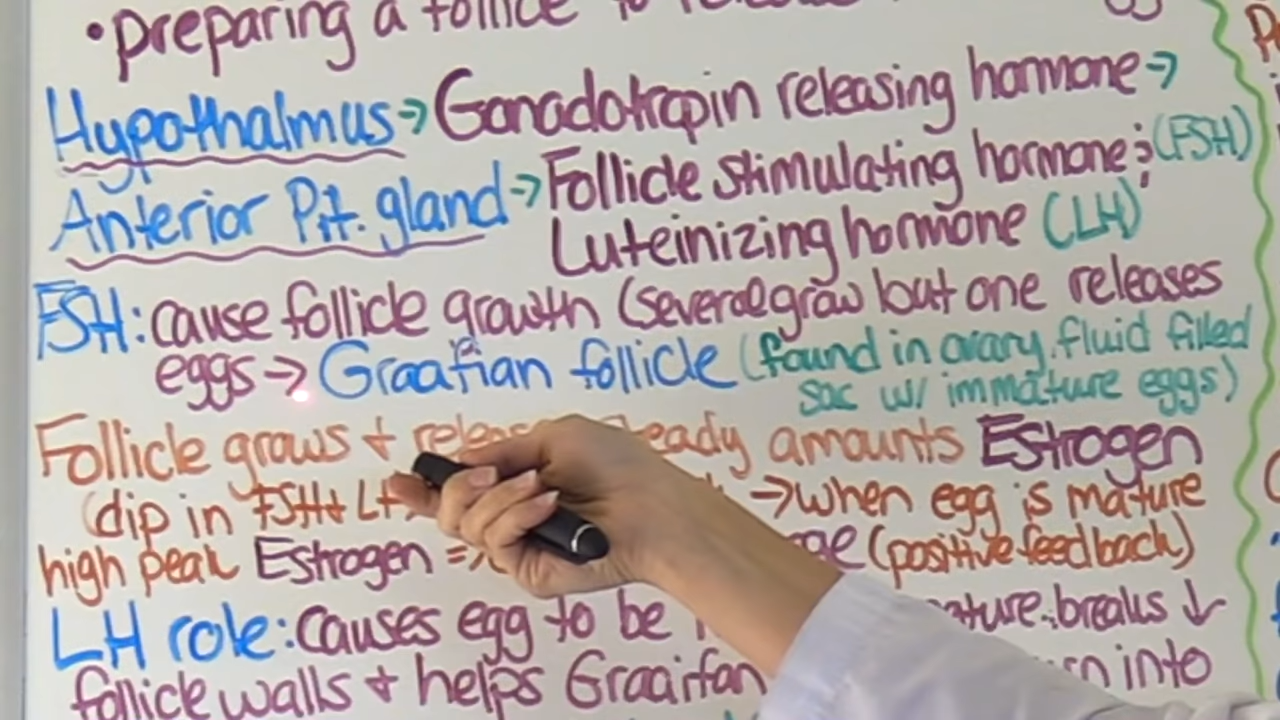 •preparing a follicle to
Hypothalmus→Gonadotropin releasing hormone→
Anterior Pit. gland→Follicle stimulating hormone; (FSH)
Luteinizing hormone (LH)
FSH: cause follicle growth (several grow but one releases
eggs→ Graafian follicle (found in ovary. fluid filled
sac w/ immature eggs)
Follicle grows + steady amounts Estrogen
(dip in FSH+ →when egg is mature
high peak Estrogen = (positive feedback)
LH role: causes egg to be breaks ↓
follicle walls + helps into